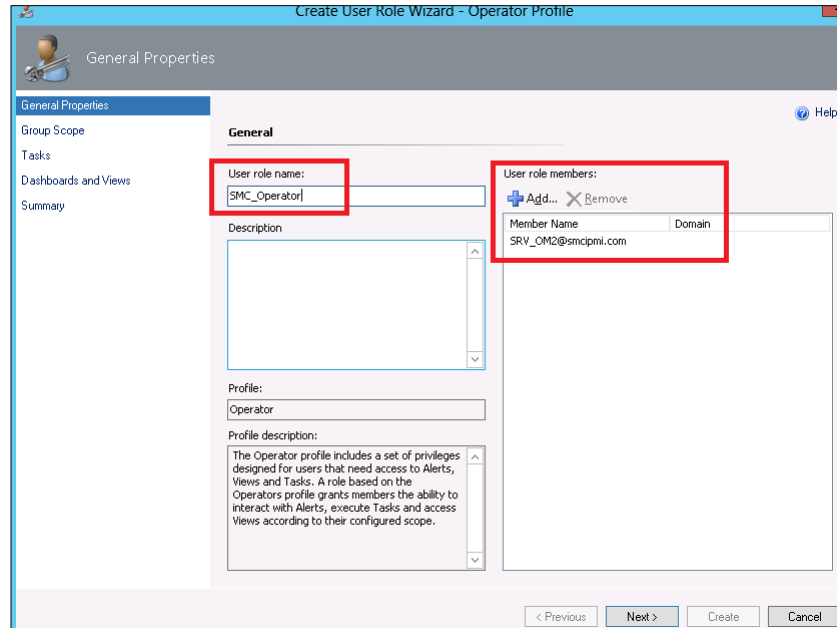 Create User Role Wizard - Operator Profile
General Properties
General Properties
Group Scope
Tasks
Dashboards and Views
Summary
Help
General
User role name:
SMC_Operator
Description
Profile:
Operator
Profile description:
The Operator profile includes a set of privileges
designed for users that need access to Alerts,
Views and Tasks. A role based on the
Operators profile grants members the ability to
interact with Alerts, execute Tasks and access
Views according to their configured scope.
User role members:
Add... Remove
Member Name Domain
SRV_OM2@smcipmi.com
< Previous Next > Create Cancel